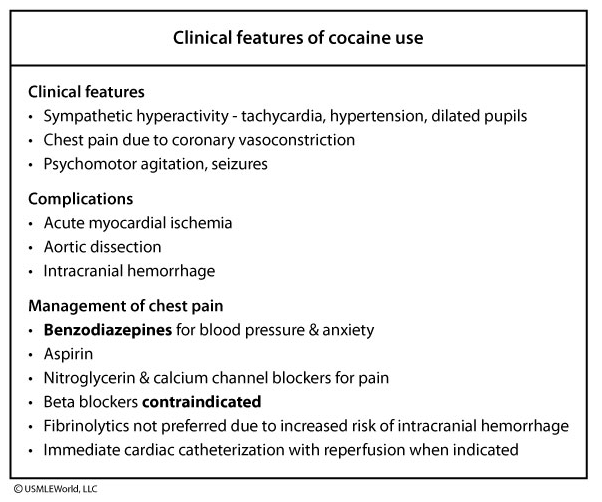 Clinical features of cocaine use
Clinical features
• Sympathetic hyperactivity - tachycardia, hypertension, dilated pupils
• Chest pain due to coronary vasoconstriction
• Psychomotor agitation, seizures
Complications
• Acute myocardial ischemia
• Aortic dissection
• Intracranial hemorrhage
Management of chest pain
• Benzodiazepines for blood pressure & anxiety
• Aspirin
• Nitroglycerin & calcium channel blockers for pain
• Beta blockers contraindicated
• Fibrinolytics not preferred due to increased risk of intracranial hemorrhage
• Immediate cardiac catheterization with reperfusion when indicated
© USMLEWorld, LLC